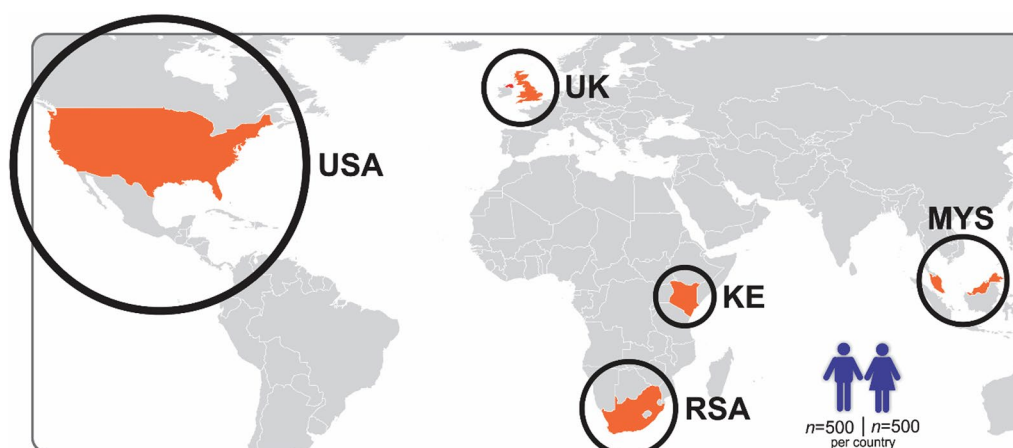 UK
USA
MYS
KE
RSA
n=500 | n=500
per country